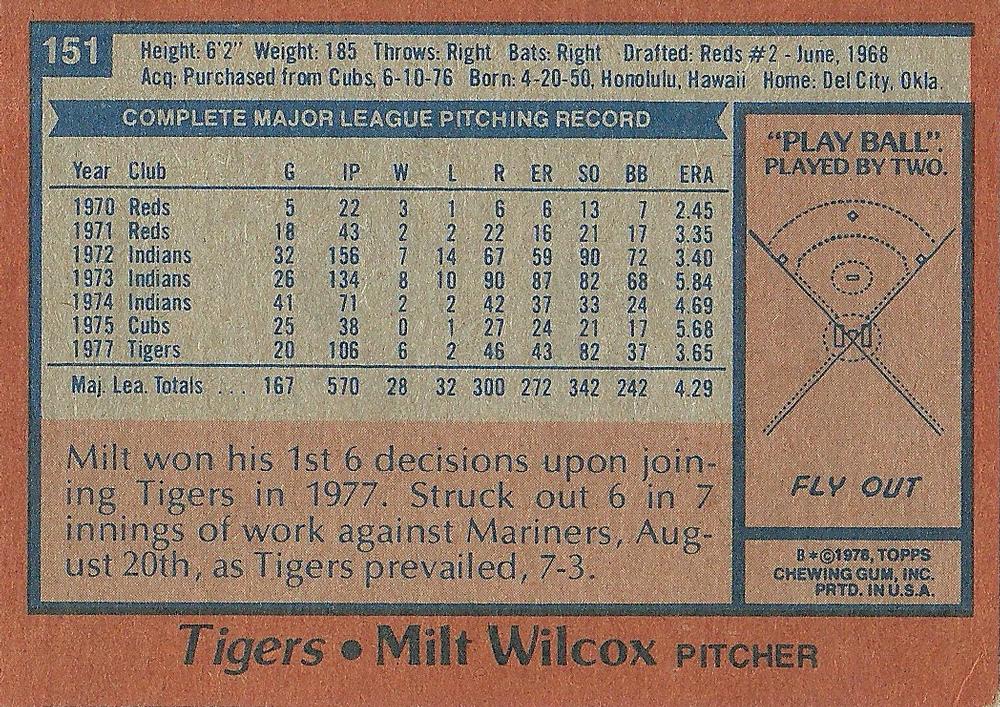 151
Height: 6'2" Weight: 185 Throws: Right Bats: Right Drafted: Reds #2 - June, 1968
Acq: Purchased from Cubs, 6-10-76 Born: 4-20-50, Honolulu, Hawaii Home: Del City, Okla.
COMPLETE MAJOR LEAGUE PITCHING RECORD
Year Club G IP W L R ER SO BB ERA
1970 Reds 5 22 3 1 6 6 13 7 2.45
1971 Reds 18 43 2 2 22 16 21 17 3.35
1972 Indians 32 156 7 14 67 59 90 72 3.40
1973 Indians 26 134 8 10 90 87 82 68 5.84
1974 Indians 41 71 2 2 42 37 33 24 4.69
1975 Cubs 25 38 0 1 27 24 21 17 5.68
1977 Tigers 20 106 6 2 46 43 82 37 3.65
Maj. Lea. Totals ... 167 570 28 32 300 272 342 242 4.29
Milt won his 1st 6 decisions upon join-
ing Tigers in 1977. Struck out 6 in 7
innings of work against Mariners, Aug-
ust 20th, as Tigers prevailed, 7-3.
"PLAY BALL".
PLAYED BY TWO.
FLY OUT
B*©1978, TOPPS
CHEWING GUM, INC.
PRTD. IN U.S.A.
Tigers • Milt Wilcox PITCHER